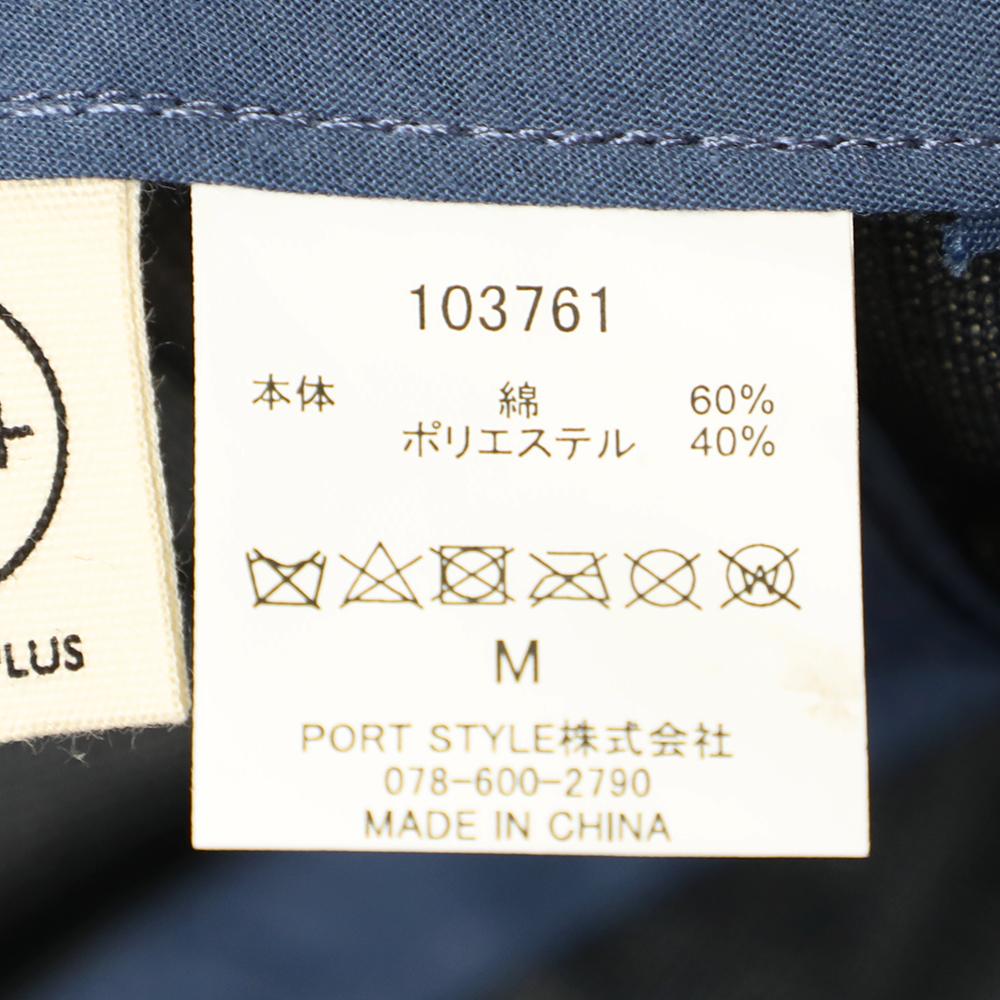 103761
本体 綿 60%
ポリエステル 40%
M
PORT STYLE株式会社
078-600-2790
MADE IN CHINA
LUS